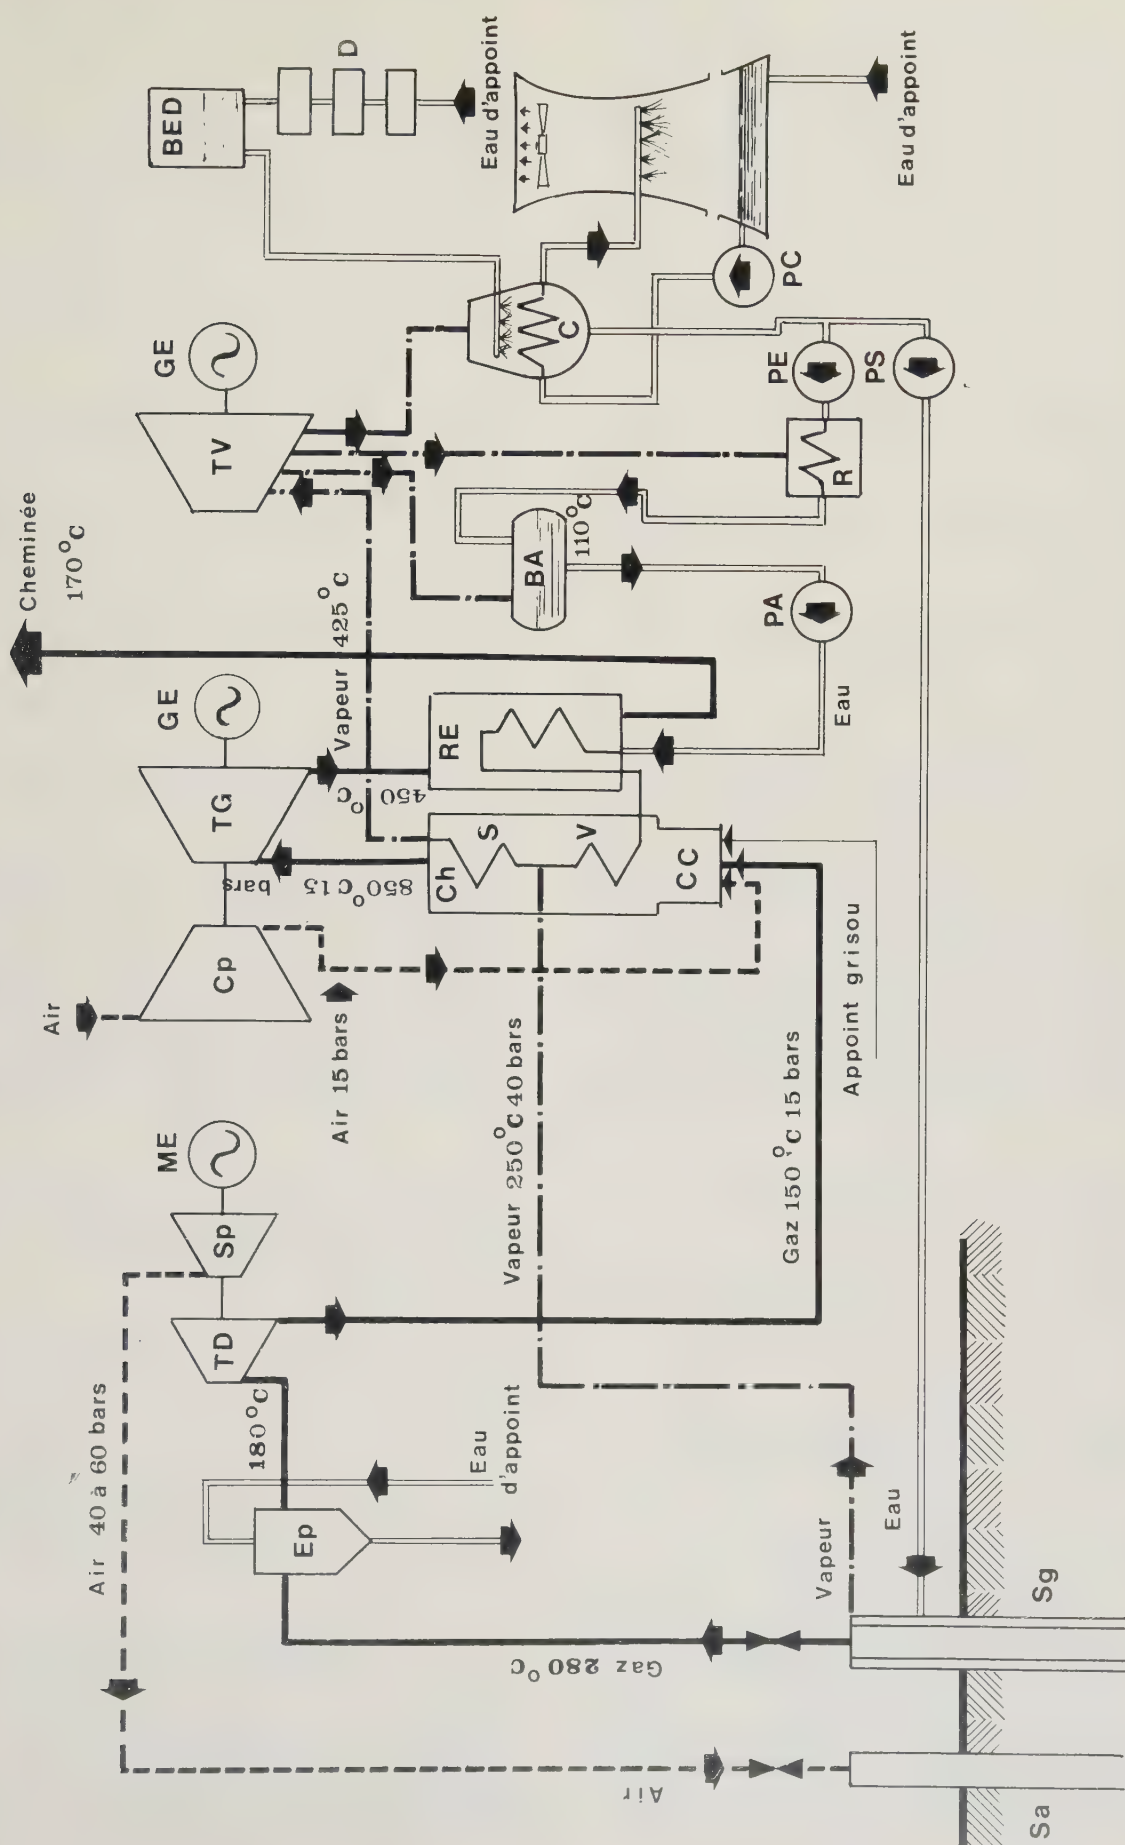 Cheminée
170°C
GE
GE
BED
D
TV
TG
Air
Cp
ME
Sp
TD
Air 40 à 60 bars
180°C
Eau
d'appoint
Ep
Gaz 280°C
Air
Air 15 bars
850°C 15
bars
450°C
Vapeur 425°C
Vapeur 250°C 40 bars
Gaz 150°C 15 bars
Appoint grisou
Ch
S
V
CC
RE
BA
110°C
C
Eau d'appoint
Eau d'appoint
PC
PE
PS
R
PA
Eau
Vapeur
Eau
Sg
Sa